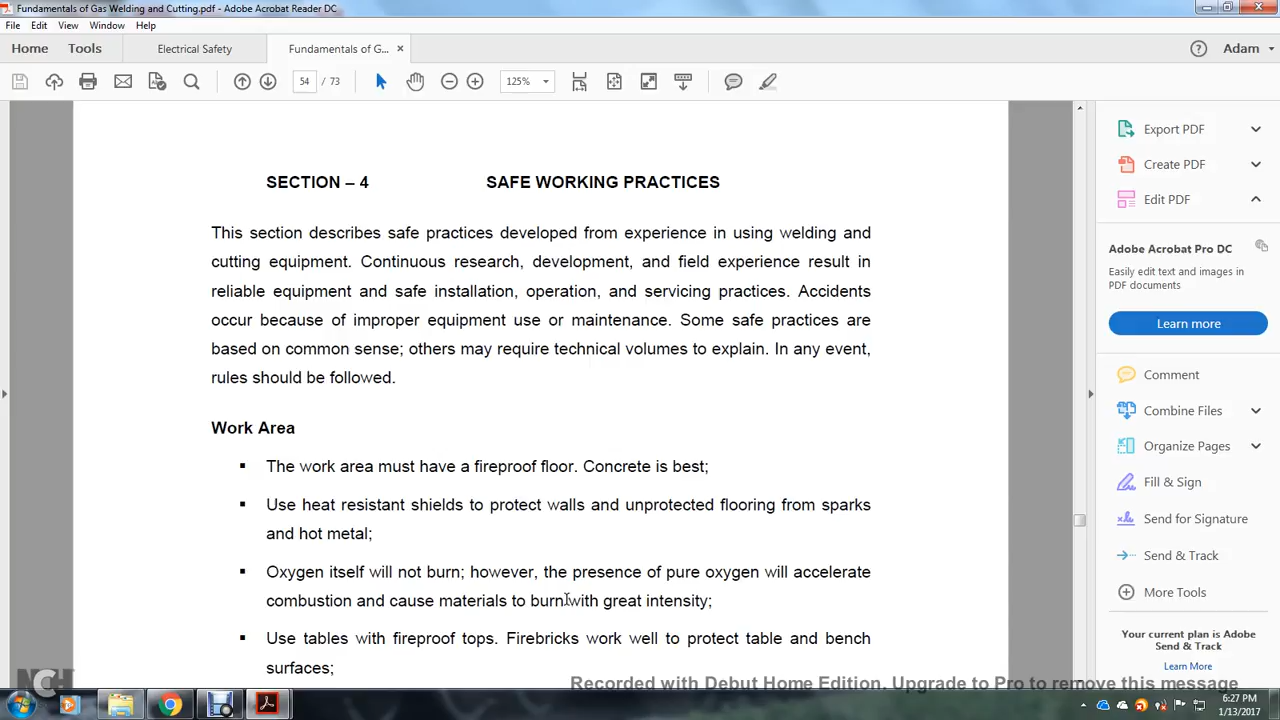 Fundamentals of Gas Welding and Cutting.pdf - Adobe Acrobat Reader DC
File Edit View Window Help
Home Tools Electrical Safety Fundamentals of G... × Adam
54 / 73 125%
SECTION – 4 SAFE WORKING PRACTICES
This section describes safe practices developed from experience in using welding and
cutting equipment. Continuous research, development, and field experience result in
reliable equipment and safe installation, operation, and servicing practices. Accidents
occur because of improper equipment use or maintenance. Some safe practices are
based on common sense; others may require technical volumes to explain. In any event,
rules should be followed.
Work Area
▪ The work area must have a fireproof floor. Concrete is best;
▪ Use heat resistant shields to protect walls and unprotected flooring from sparks
and hot metal;
▪ Oxygen itself will not burn; however, the presence of pure oxygen will accelerate
combustion and cause materials to burn with great intensity;
▪ Use tables with fireproof tops. Firebricks work well to protect table and bench
surfaces;
Export PDF
Create PDF
Edit PDF
Adobe Acrobat Pro DC
Easily edit text and images in
PDF documents
Learn more
Comment
Combine Files
Organize Pages
Fill & Sign
Send for Signature
Send & Track
More Tools
Your current plan is Adobe
Send & Track
Learn More
NCH
Recorded with Debut Home Edition. Upgrade to Pro to remove this message
6:27 PM
1/13/2017